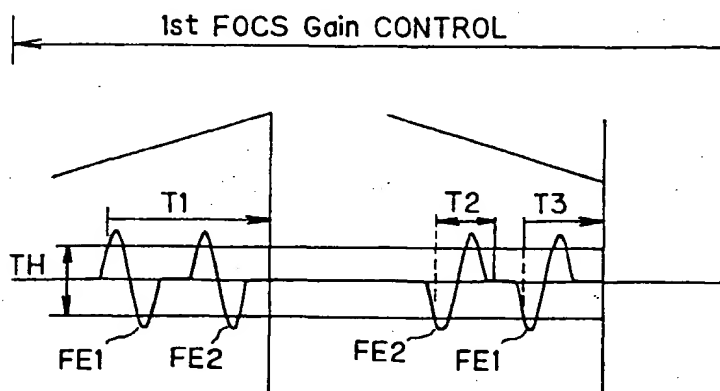 1st FOCS Gain CONTROL
T1
T2
T3
TH
FE1
FE2
FE2
FE1